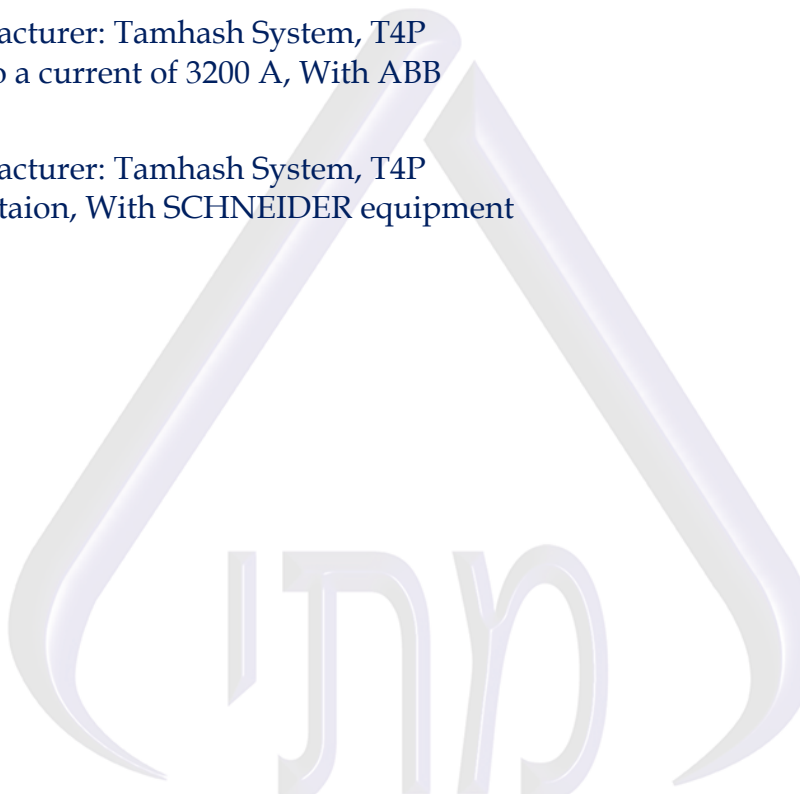 acturer: Tamhash System, T4P
o a current of 3200 A, With ABB
acturer: Tamhash System, T4P
taion, With SCHNEIDER equipment
מתי